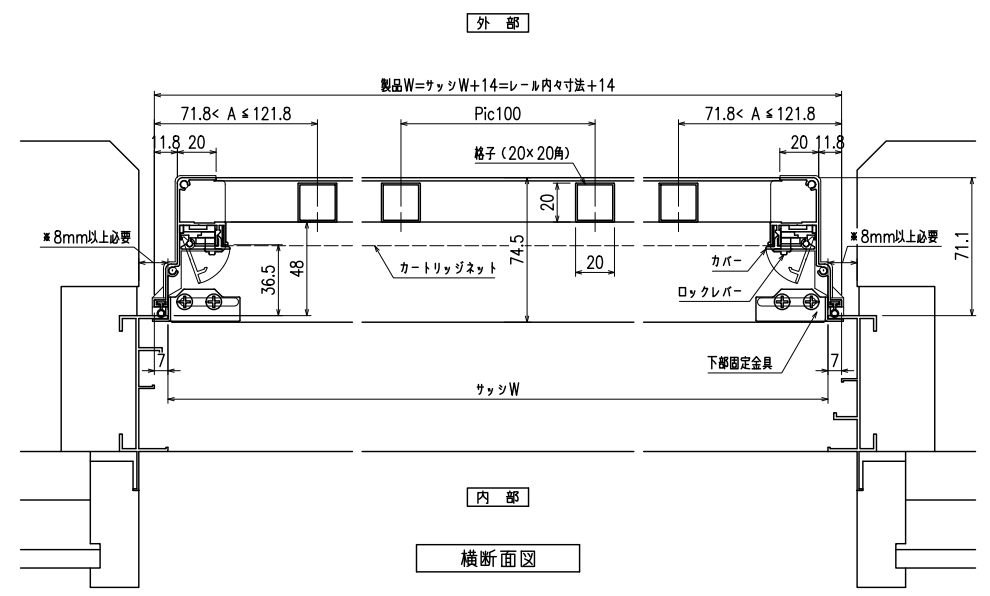 外 部
製品W=サッシW+14=レール内々寸法+14
71.8< A ≦121.8
Pic100
71.8< A ≦121.8
11.8
20
20
11.8
格子（20×20角）
20
74.5
71.1
※8mm以上必要
※8mm以上必要
36.5
48
カートリッジネット
20
カバー
ロックレバー
7
下部固定金具
7
サッシW
内 部
横断面図